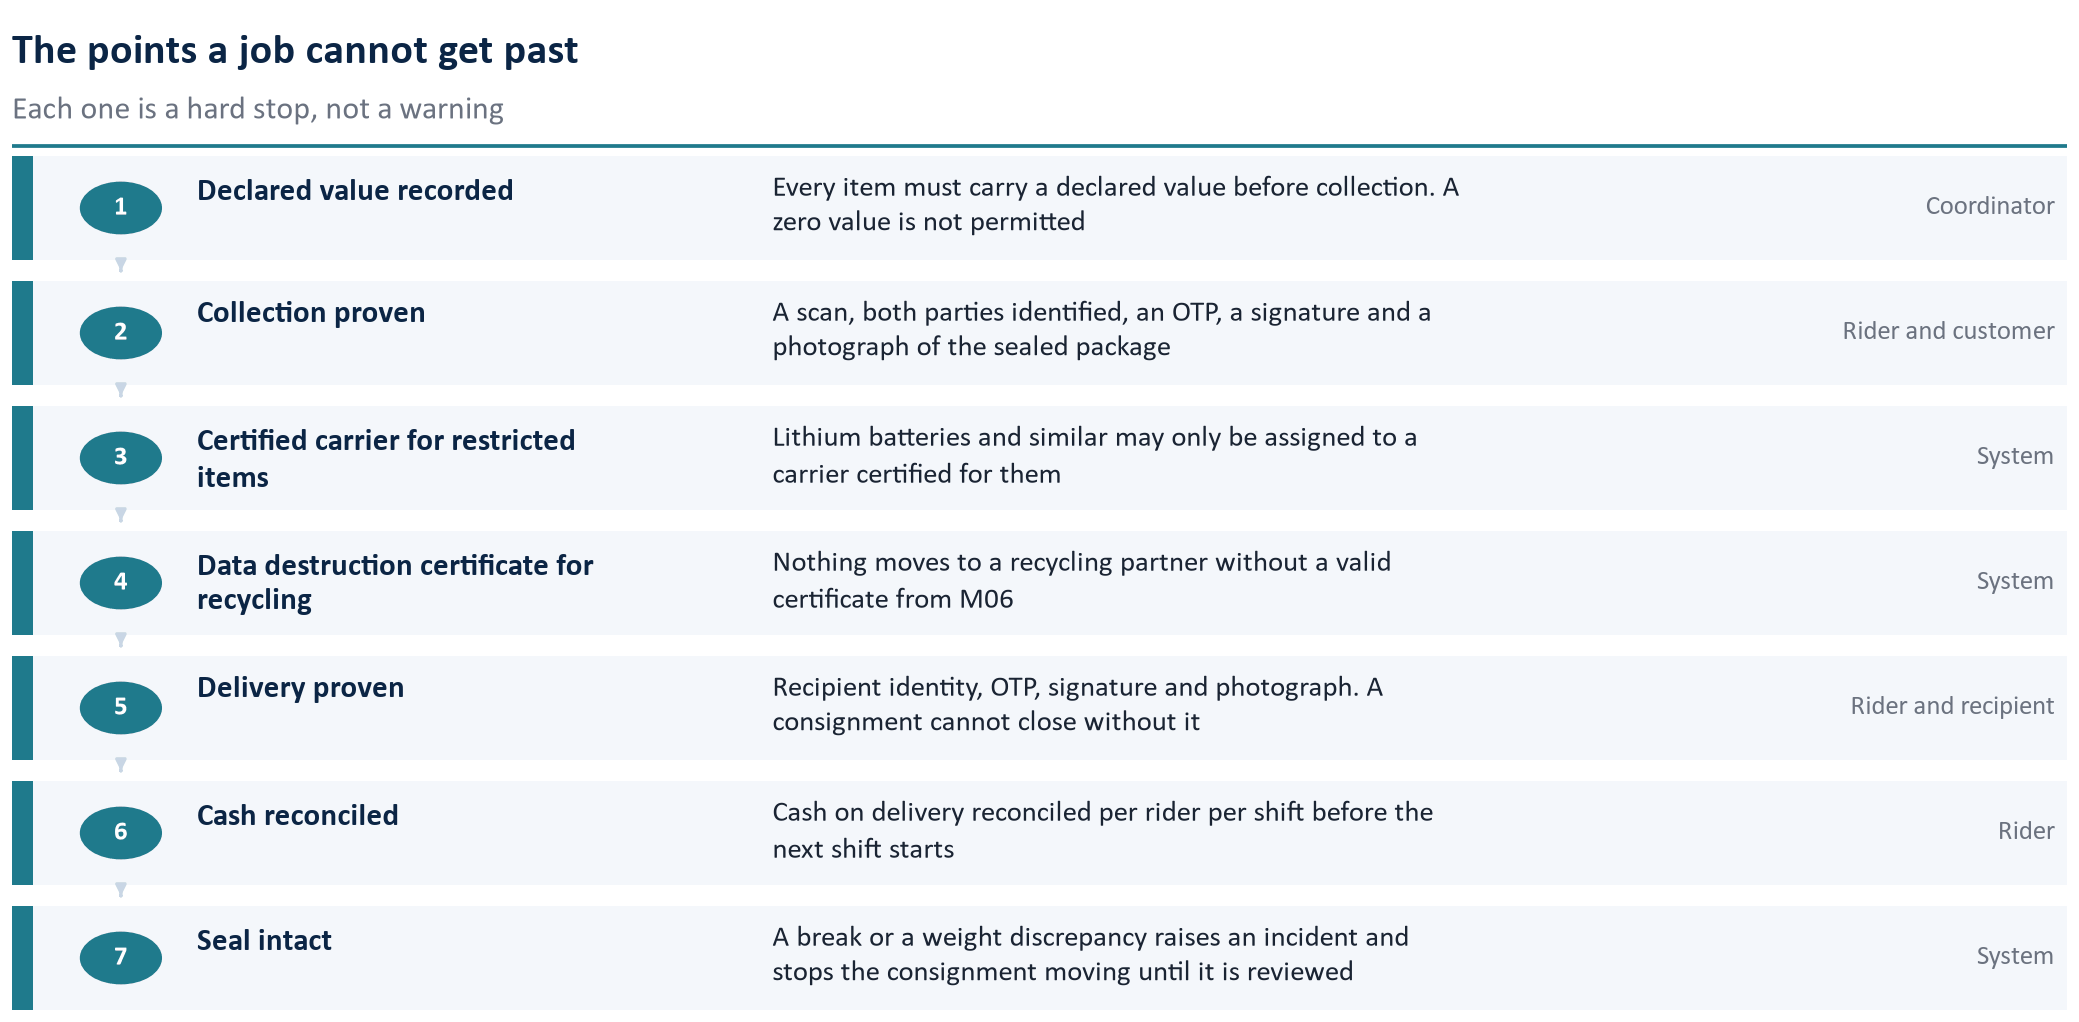 The points a job cannot get past
Each one is a hard stop, not a warning
1
Declared value recorded
Every item must carry a declared value before collection. A
zero value is not permitted
Coordinator
2
Collection proven
A scan, both parties identified, an OTP, a signature and a
photograph of the sealed package
Rider and customer
3
Certified carrier for restricted
items
Lithium batteries and similar may only be assigned to a
carrier certified for them
System
4
Data destruction certificate for
recycling
Nothing moves to a recycling partner without a valid
certificate from M06
System
5
Delivery proven
Recipient identity, OTP, signature and photograph. A
consignment cannot close without it
Rider and recipient
6
Cash reconciled
Cash on delivery reconciled per rider per shift before the
next shift starts
Rider
7
Seal intact
A break or a weight discrepancy raises an incident and
stops the consignment moving until it is reviewed
System